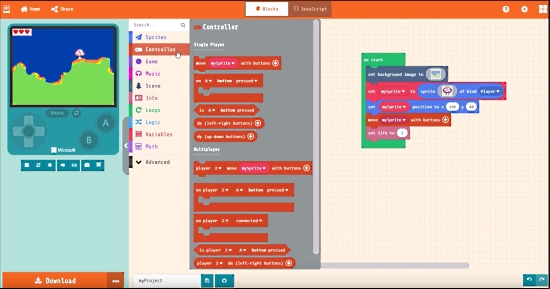 Home
Share
Blocks
JavaScript
Search
Controller
Sprites
Controller
Game
Music
Scene
Info
Loops
Logic
Variables
Math
Advanced
Single Player
move mySprite with buttons
on A button pressed
is A button pressed
dx (left-right buttons)
dy (up-down buttons)
Multiplayer
player 2 move mySprite with buttons
on player 2 A button pressed
on player 2 connected
is player 2 A button pressed
player 2 dx (left-right buttons)
on start
set background image to
set mySprite to sprite of kind Player
set mySprite position to x y
move mySprite with buttons
set life to
Menu
B
A
Microsoft
Download
myProject